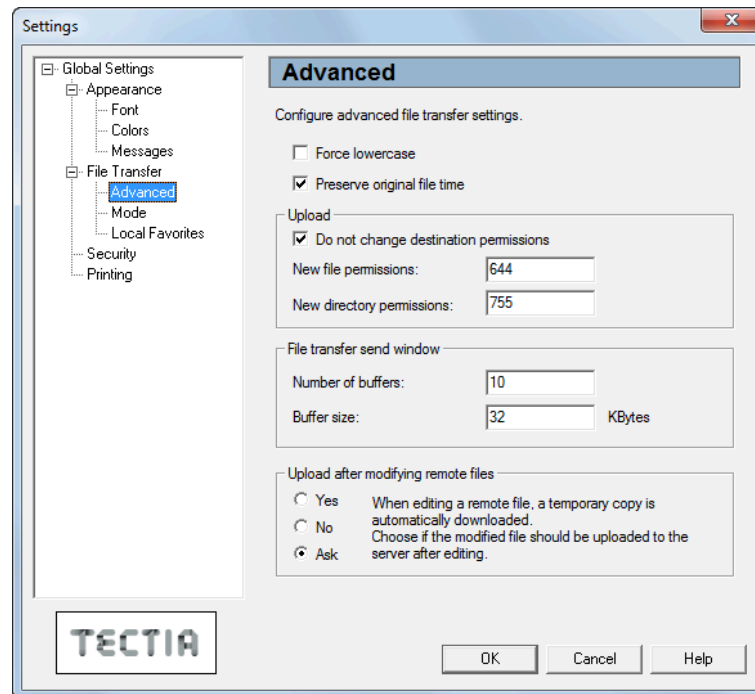 Settings
Global Settings
Appearance
Font
Colors
Messages
File Transfer
Advanced
Mode
Local Favorites
Security
Printing
TECTIA
Advanced
Configure advanced file transfer settings.
Force lowercase
Preserve original file time
Upload
Do not change destination permissions
New file permissions: 644
New directory permissions: 755
File transfer send window
Number of buffers: 10
Buffer size: 32 KBytes
Upload after modifying remote files
Yes
No
Ask
When editing a remote file, a temporary copy is
automatically downloaded.
Choose if the modified file should be uploaded to the
server after editing.
OK Cancel Help